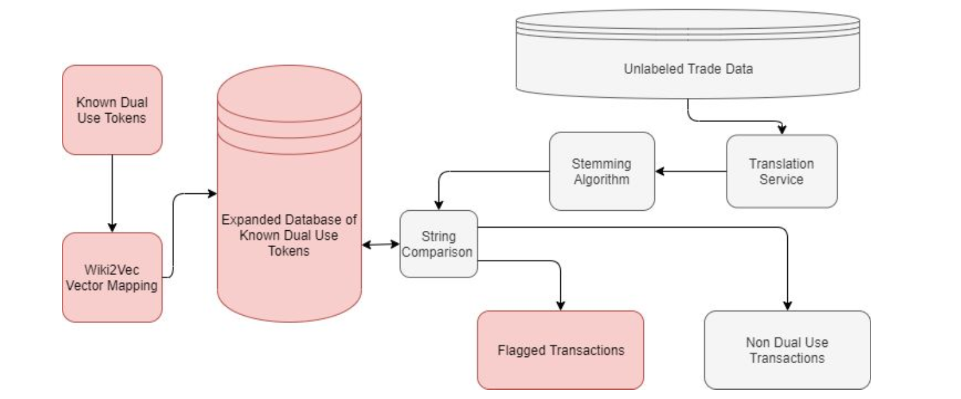 Unlabeled Trade Data
Known Dual
Use Tokens
Stemming
Algorithm
Translation
Service
Expanded Database of
Known Dual Use
Tokens
String
Comparison
Wiki2Vec
Vector Mapping
Flagged Transactions
Non Dual Use
Transactions